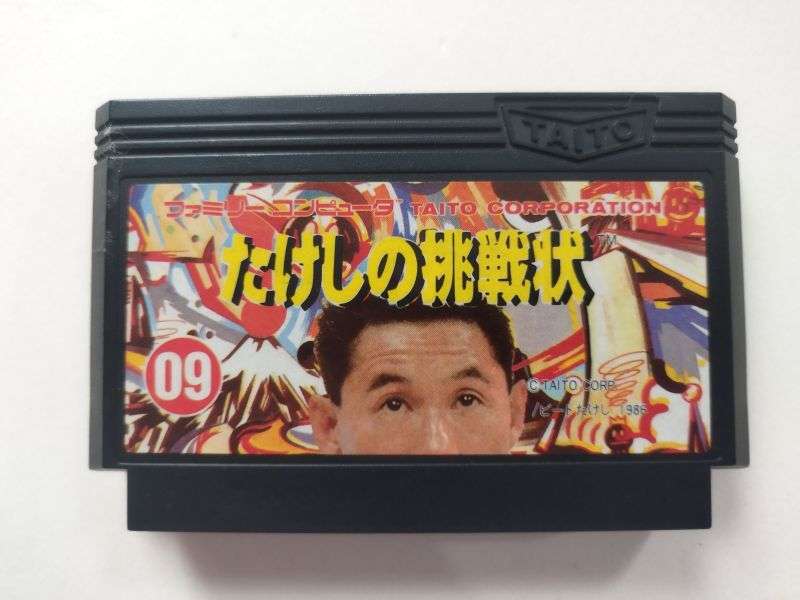 TAITO
ファミリーコンピュータ TAITO CORPORATION
たけしの挑戦状 TM
09
© TAITO CORP.
/ビートたけし 1986